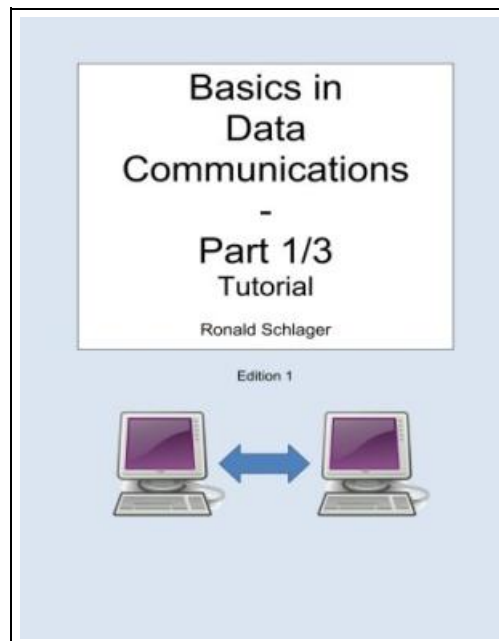 Basics in
Data
Communications
-
Part 1/3
Tutorial
Ronald Schlager
Edition 1